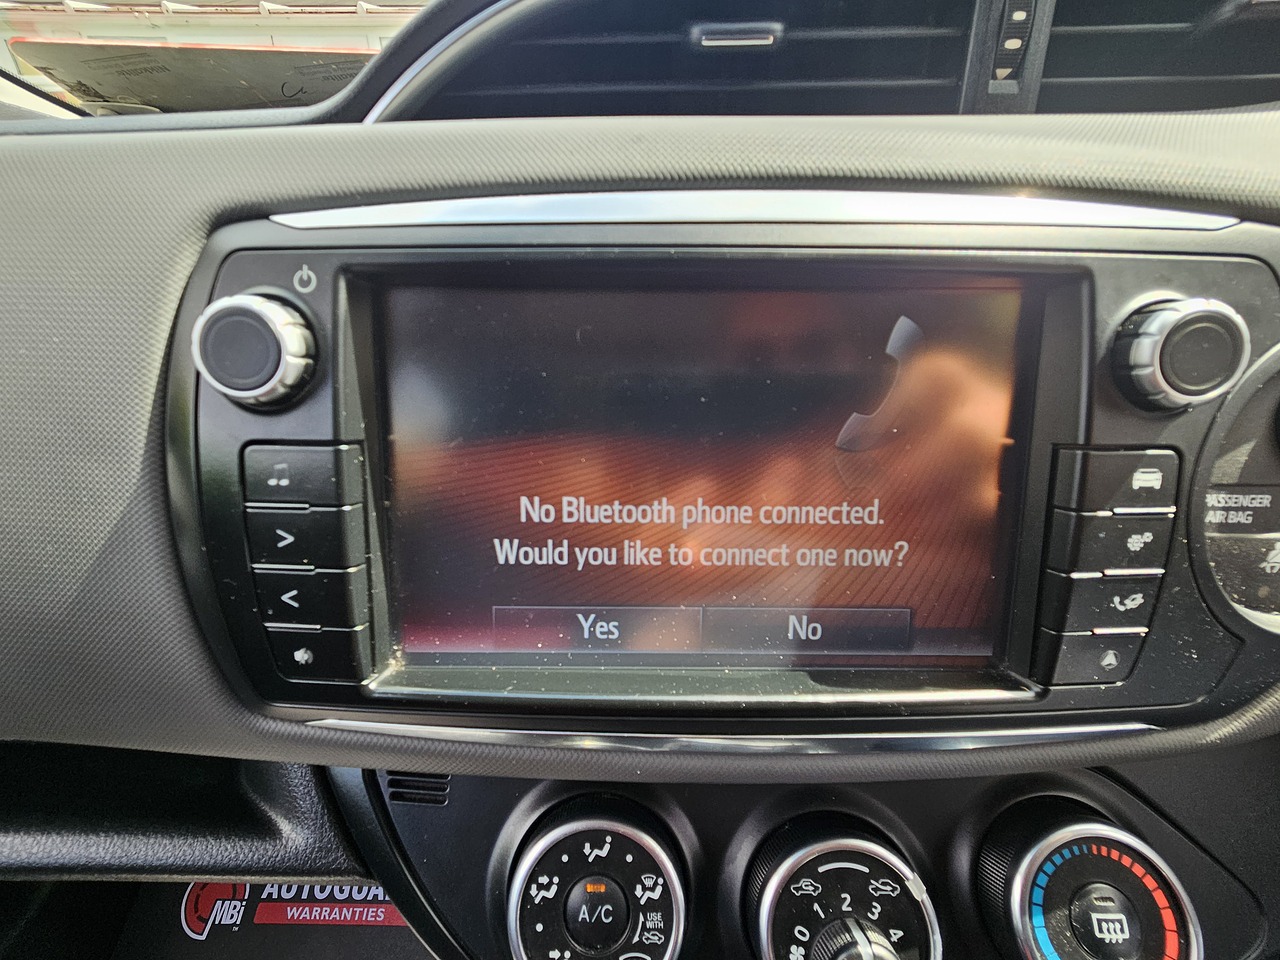 No Bluetooth phone connected.
Would you like to connect one now?
Yes
No
PASSENGER
AIR BAG
MBi
AUTOGUA
WARRANTIES
A/C
USE
WITH
0
1
2
3
4